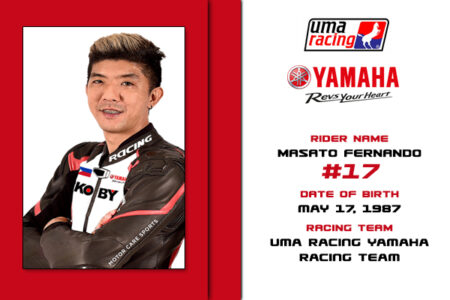 uma
racing
YAMAHA
Revs Your Heart
RIDER NAME
MASATO FERNANDO
#17
DATE OF BIRTH
MAY 17, 1987
RACING TEAM
UMA RACING YAMAHA
RACING TEAM
RACING
KOBY
MOTOR CARE SPORTS